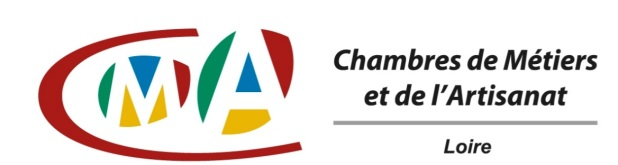 CMA
Chambres de Métiers
et de l'Artisanat
Loire